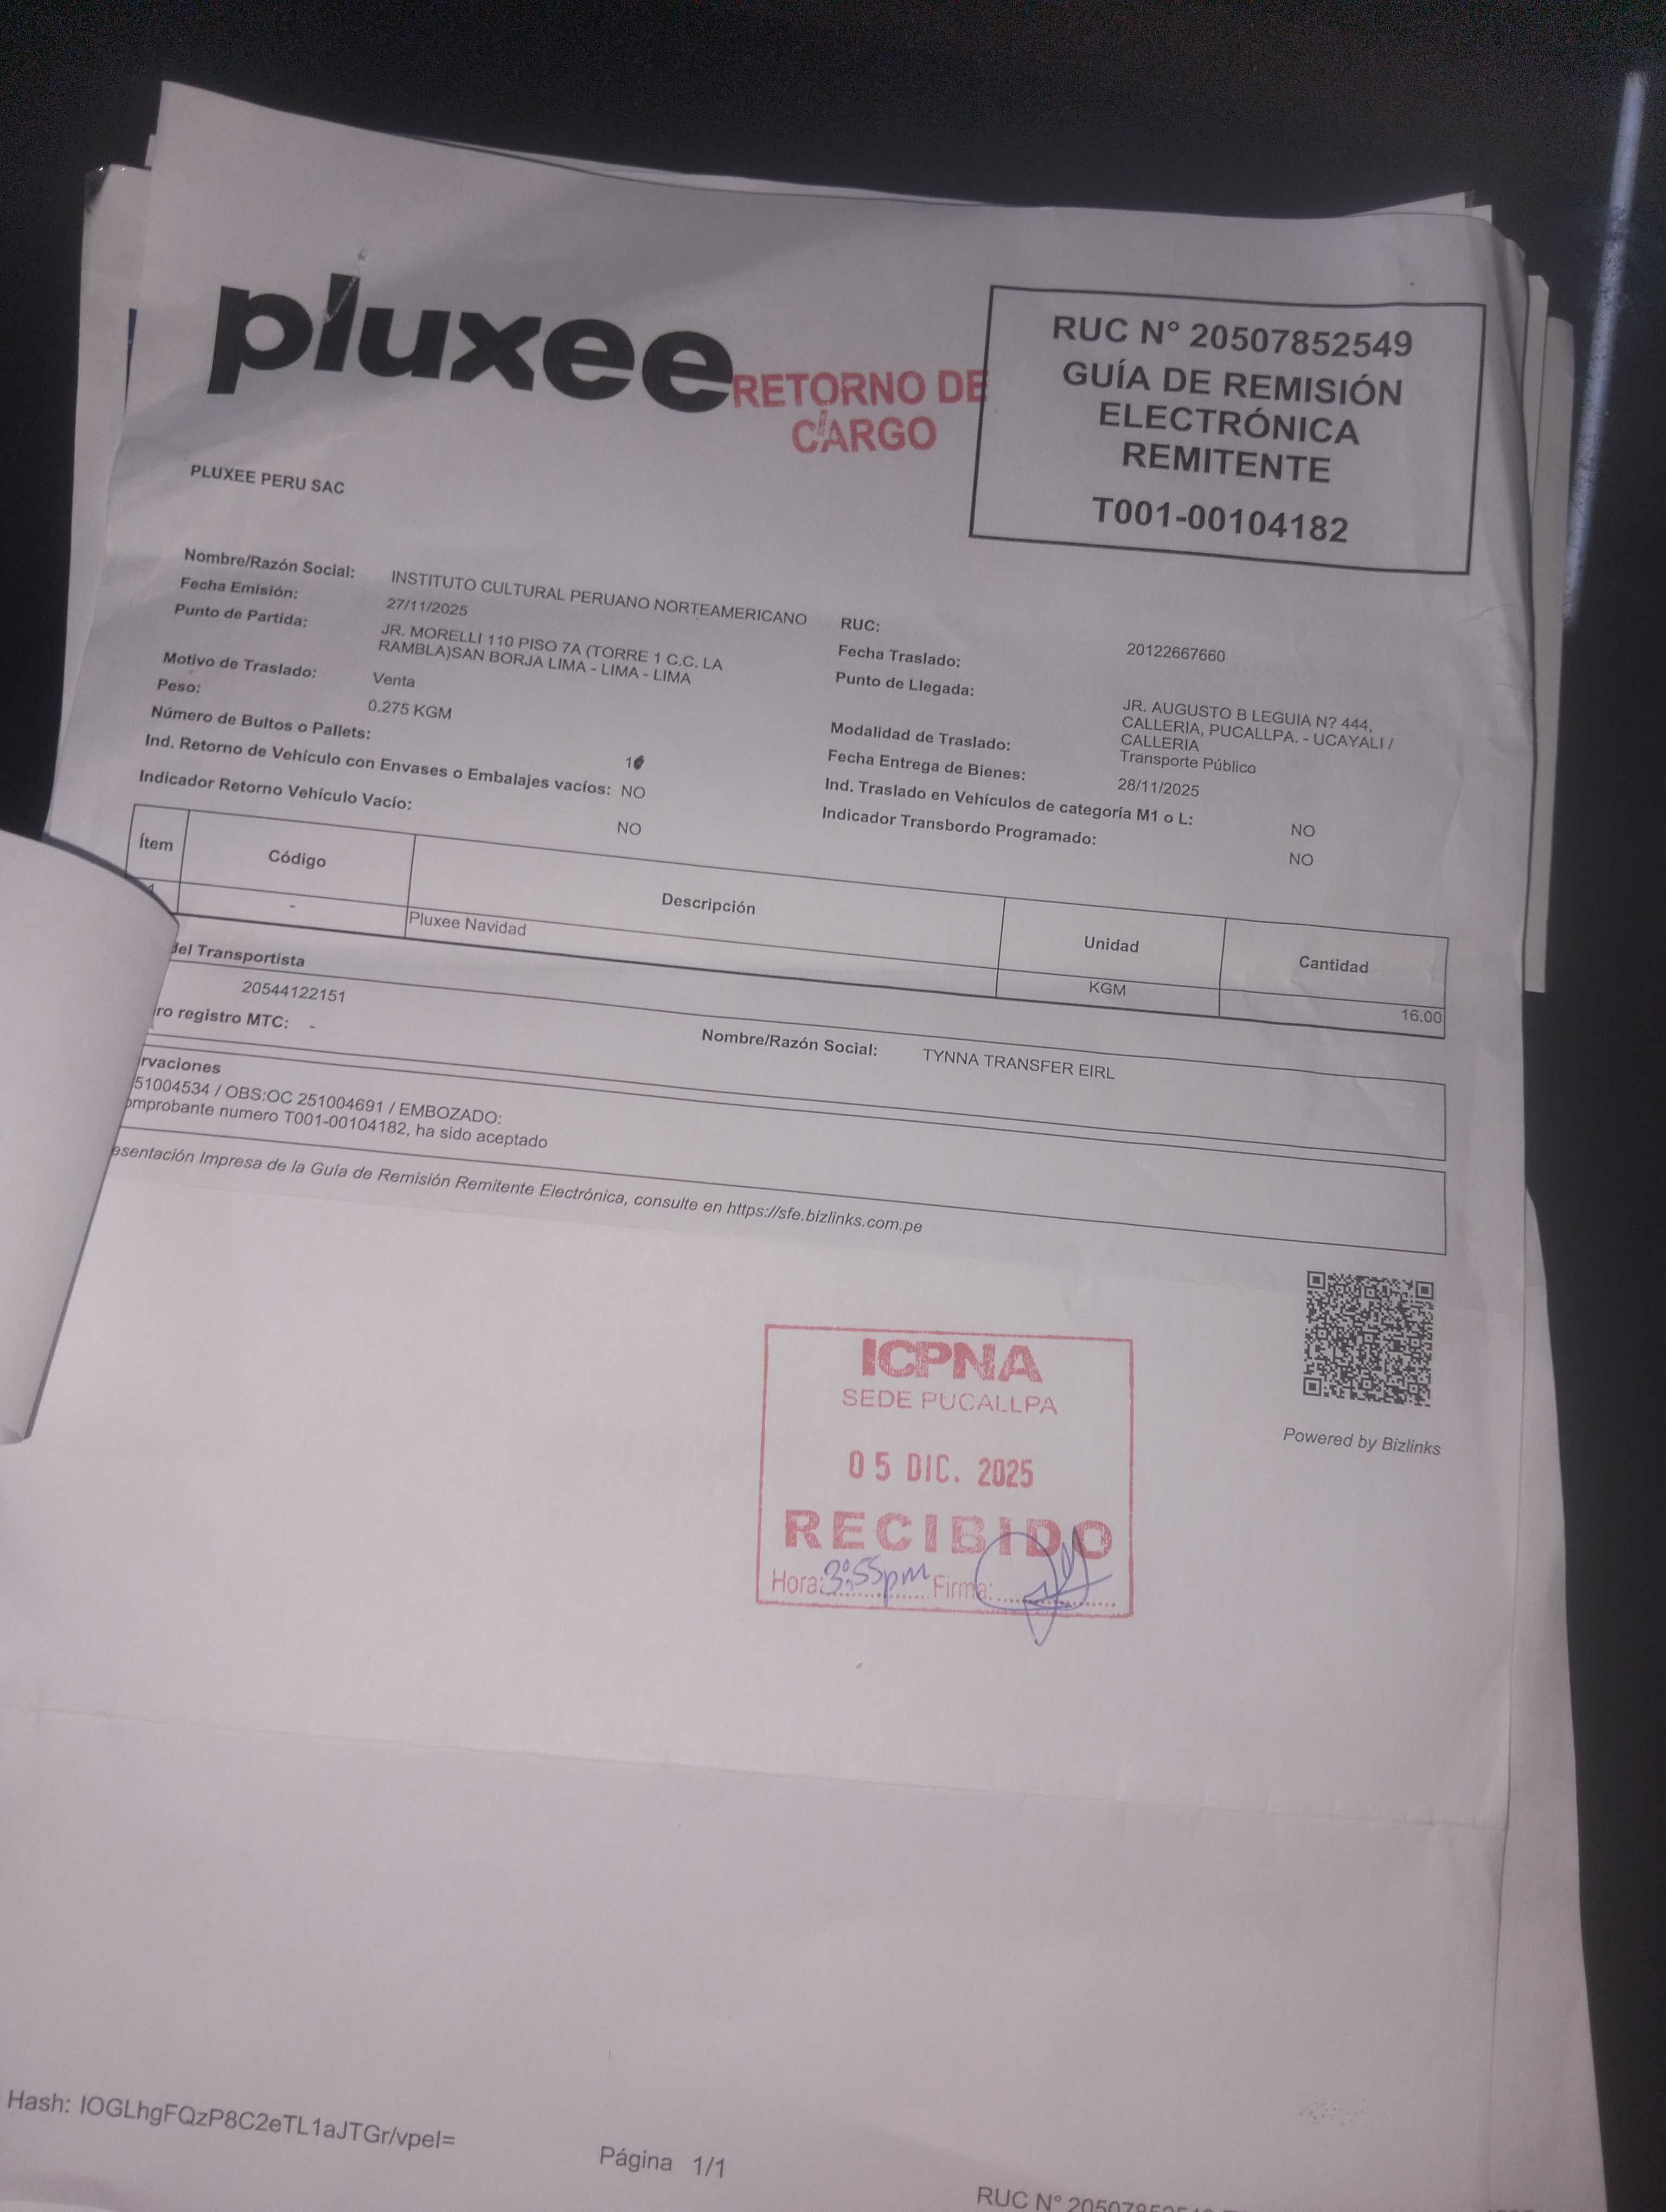 pluxee
RETORNO DE
CARGO
RUC N° 20507852549
GUÍA DE REMISIÓN
ELECTRÓNICA
REMITENTE
T001-00104182
PLUXEE PERU SAC
Nombre/Razón Social: INSTITUTO CULTURAL PERUANO NORTEAMERICANO
Fecha Emisión: 27/11/2025
Punto de Partida: JR. MORELLI 110 PISO 7A (TORRE 1 C.C. LA
RAMBLA)SAN BORJA LIMA - LIMA - LIMA
Motivo de Traslado: Venta
Peso: 0.275 KGM
Número de Bultos o Pallets: 1
Ind. Retorno de Vehículo con Envases o Embalajes vacíos: NO
Indicador Retorno Vehículo Vacío: NO
RUC: 20122667660
Fecha Traslado:
Punto de Llegada: JR. AUGUSTO B LEGUIA N? 444,
CALLERIA, PUCALLPA. - UCAYALI /
CALLERIA
Modalidad de Traslado: Transporte Público
Fecha Entrega de Bienes: 28/11/2025
Ind. Traslado en Vehículos de categoría M1 o L: NO
Indicador Transbordo Programado: NO
Ítem Código Descripción Unidad Cantidad
1 - Pluxee Navidad KGM 16.00
del Transportista
20544122151
Nombre/Razón Social: TYNNA TRANSFER EIRL
ro registro MTC: -
rvaciones
51004534 / OBS:OC 251004691 / EMBOZADO:
omprobante numero T001-00104182, ha sido aceptado
esentación Impresa de la Guía de Remisión Remitente Electrónica, consulte en https://sfe.bizlinks.com.pe
Powered by Bizlinks
ICPNA
SEDE PUCALLPA
05 DIC. 2025
RECIBIDO
Hora: 3:55pm Firma:
Hash: IOGLhgFQzP8C2eTL1aJTGr/vpeI=
Página 1/1
RUC N°